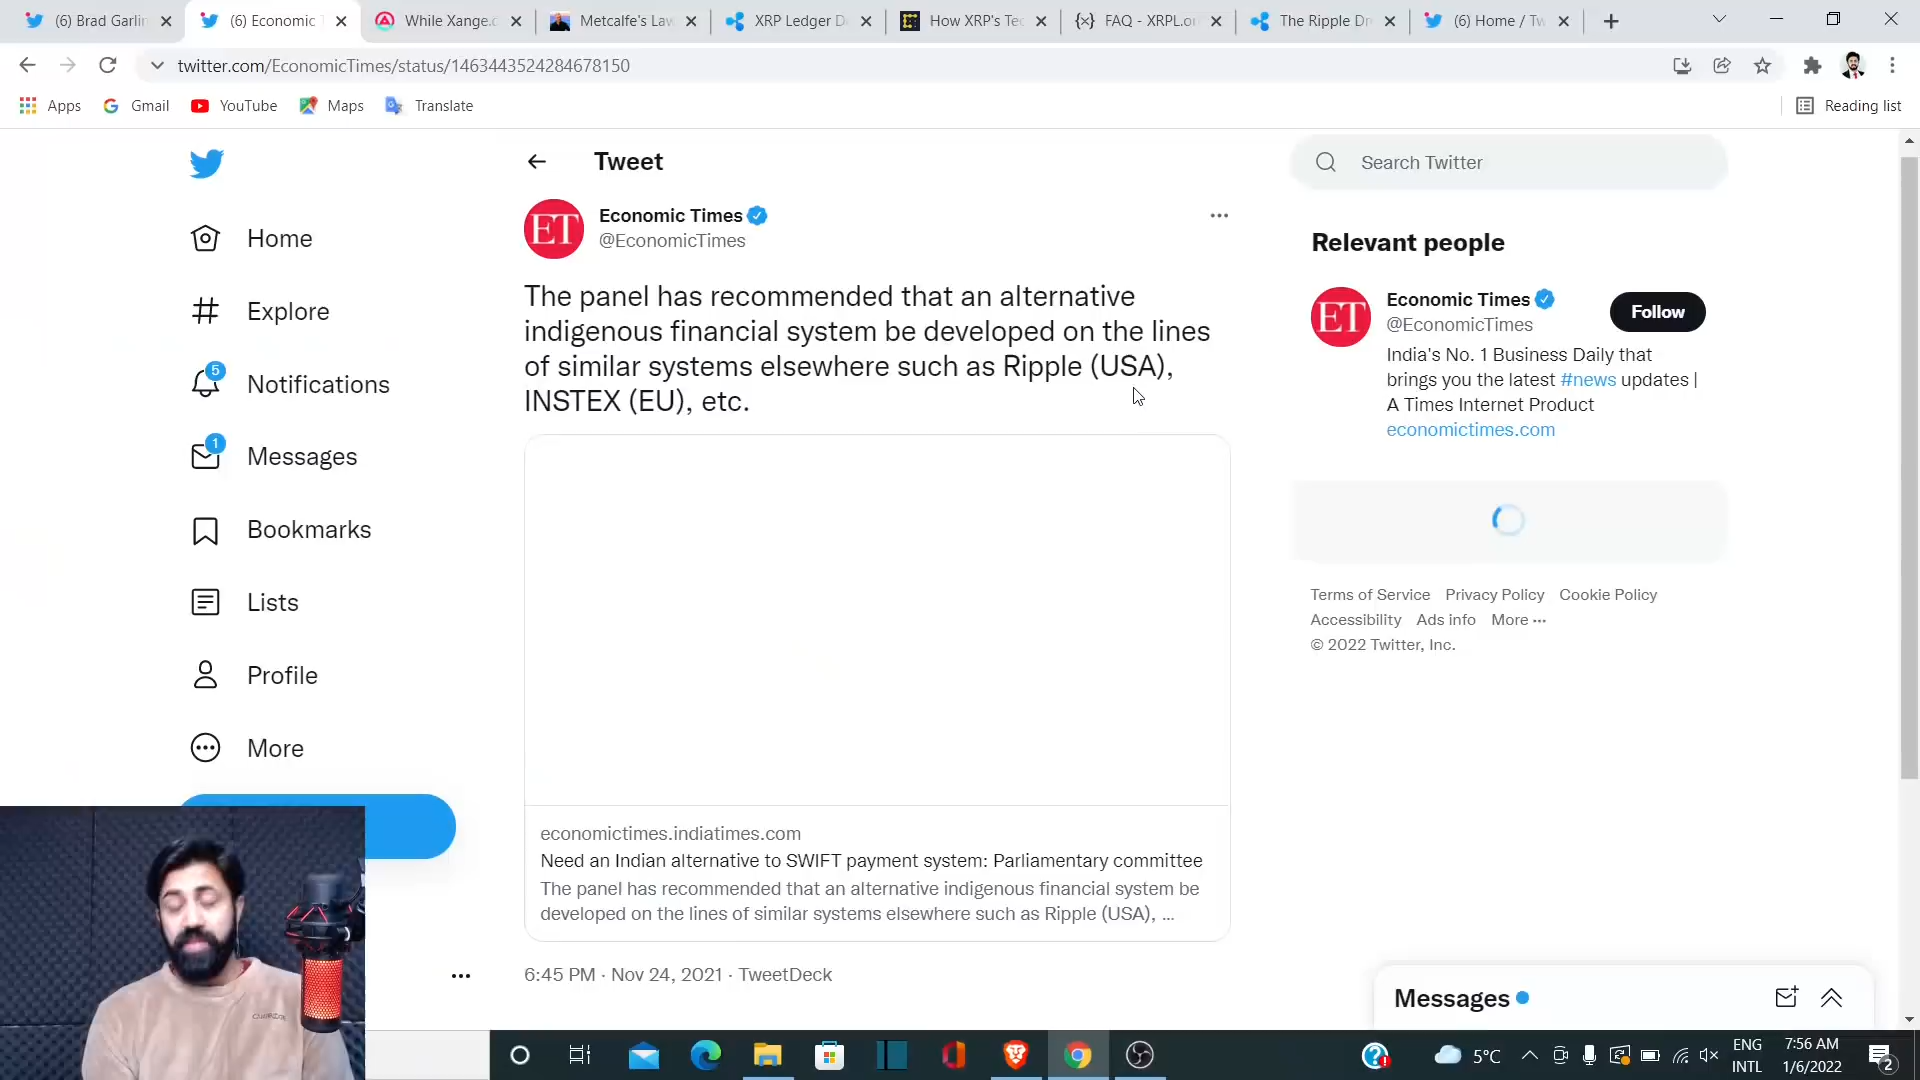 (6) Brad Garlin
(6) Economic T
While Xange.c
Metcalfe's Law
XRP Ledger De
How XRP's Tec
FAQ - XRPL.or
The Ripple Dr
(6) Home / Tw
twitter.com/EconomicTimes/status/1463443524284678150
Apps
Gmail
YouTube
Maps
Translate
Reading list
Home
Explore
5
Notifications
1
Messages
Bookmarks
Lists
Profile
More
Tweet
ET
Economic Times
@EconomicTimes
The panel has recommended that an alternative
indigenous financial system be developed on the lines
of similar systems elsewhere such as Ripple (USA),
INSTEX (EU), etc.
economictimes.indiatimes.com
Need an Indian alternative to SWIFT payment system: Parliamentary committee
The panel has recommended that an alternative indigenous financial system be
developed on the lines of similar systems elsewhere such as Ripple (USA), ...
6:45 PM · Nov 24, 2021 · TweetDeck
Search Twitter
Relevant people
ET
Economic Times
@EconomicTimes
Follow
India's No. 1 Business Daily that
brings you the latest #news updates |
A Times Internet Product
economictimes.com
Terms of Service Privacy Policy Cookie Policy
Accessibility Ads info More ···
© 2022 Twitter, Inc.
Messages
5°C
ENG
INTL
7:56 AM
1/6/2022
2